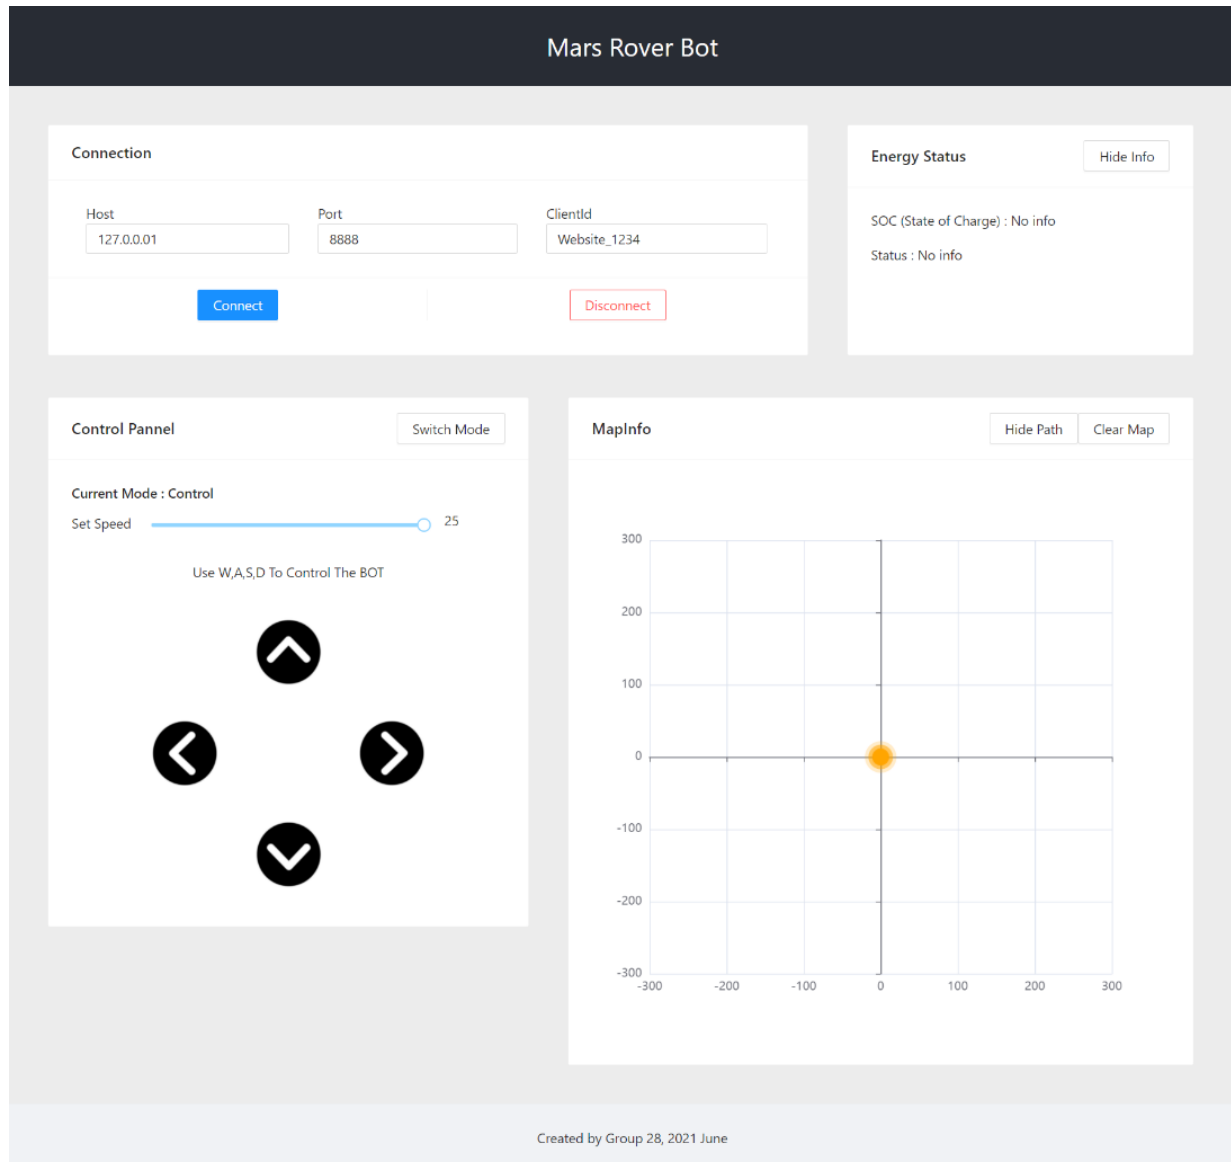 Mars Rover Bot
Connection
Host
Port
ClientId
127.0.0.01
8888
Website_1234
Connect
Disconnect
Energy Status
Hide Info
SOC (State of Charge) : No info
Status : No info
Control Pannel
Switch Mode
Current Mode : Control
Set Speed
25
Use W,A,S,D To Control The BOT
MapInfo
Hide Path
Clear Map
300
200
100
0
-100
-200
-300
-300
-200
-100
0
100
200
300
Created by Group 28, 2021 June